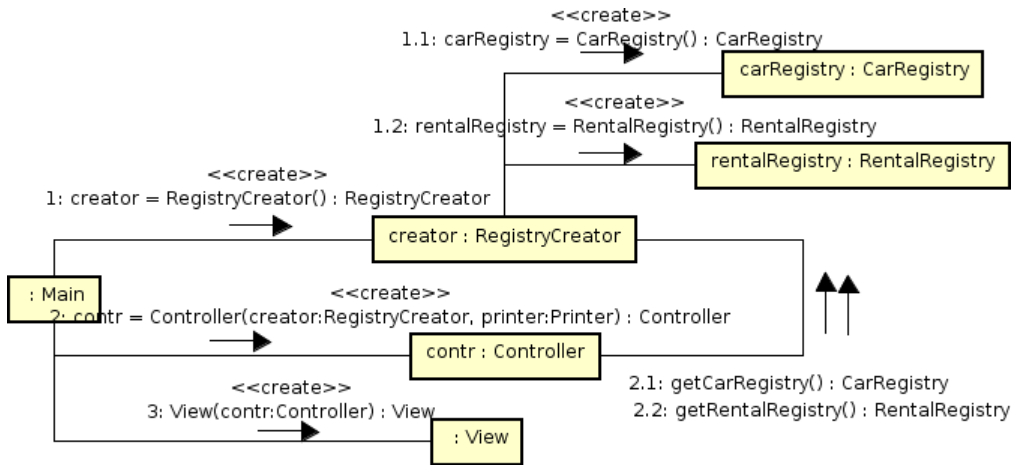 <<create>>
1.1: carRegistry = CarRegistry() : CarRegistry
carRegistry : CarRegistry
<<create>>
1.2: rentalRegistry = RentalRegistry() : RentalRegistry
rentalRegistry : RentalRegistry
<<create>>
1: creator = RegistryCreator() : RegistryCreator
creator : RegistryCreator
: Main
<<create>>
2: contr = Controller(creator:RegistryCreator, printer:Printer) : Controller
contr : Controller
2.1: getCarRegistry() : CarRegistry
2.2: getRentalRegistry() : RentalRegistry
<<create>>
3: View(contr:Controller) : View
: View